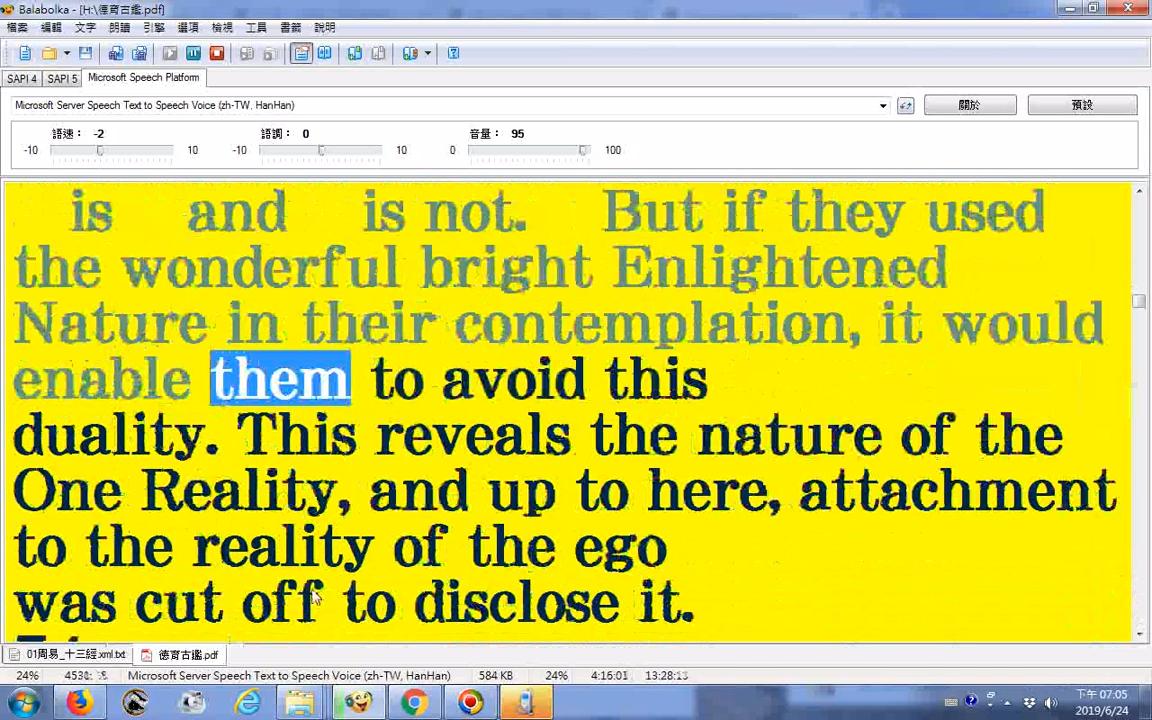 Balabolka - [H:\德育古鑑.pdf]
檔案 編輯 文字 朗讀 引擎 選項 檢視 工具 書籤 說明
SAPI 4 SAPI 5 Microsoft Speech Platform
Microsoft Server Speech Text to Speech Voice (zh-TW, HanHan) 關於 預設
語速： -2 語調： 0 音量： 95
-10 10 -10 10 0 100
is and is not. But if they used
the wonderful bright Enlightened
Nature in their contemplation, it would
enable them to avoid this
duality. This reveals the nature of the
One Reality, and up to here, attachment
to the reality of the ego
was cut off to disclose it.
01周易_十三經.xml.txt 德育古鑑.pdf
24% Microsoft Server Speech Text to Speech Voice (zh-TW, HanHan) 584 KB 24% 4:16:01
下午 07:05
2019/6/24